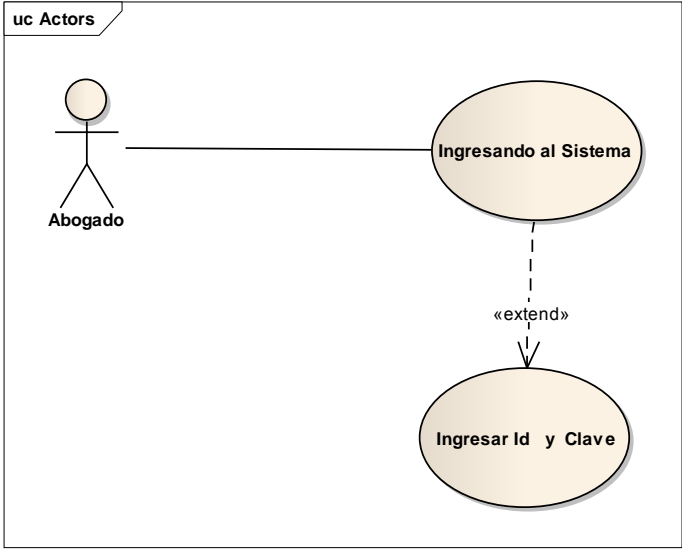 uc Actors
Ingresando al Sistema
Abogado
«extend»
Ingresar Id y Clave